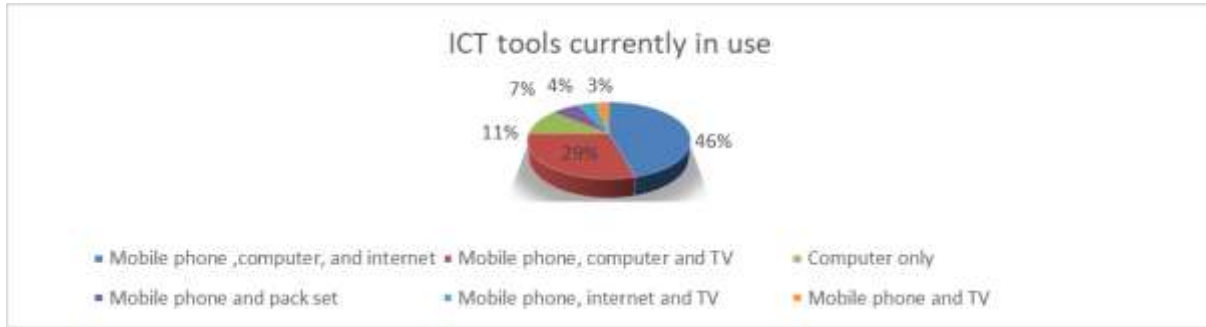 ICT tools currently in use
7% 4% 3%
11%
46%
29%
Mobile phone ,computer, and internet
Mobile phone, computer and TV
Computer only
Mobile phone and pack set
Mobile phone, internet and TV
Mobile phone and TV